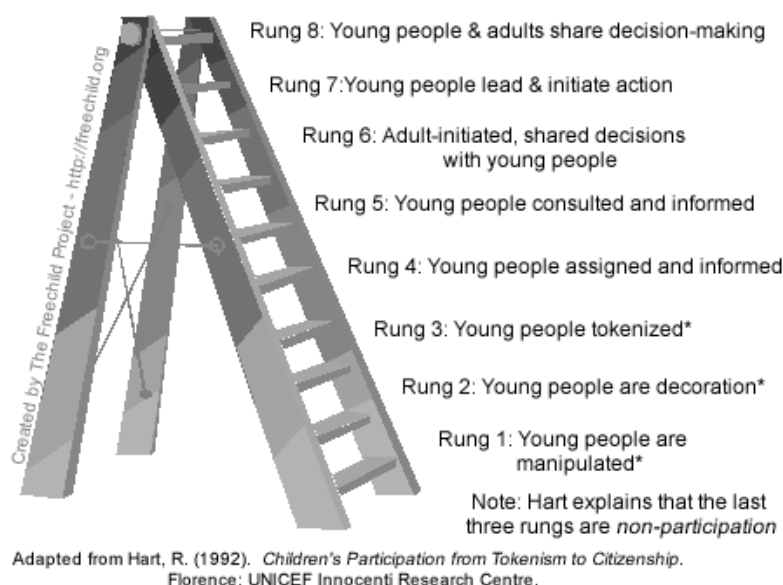 Rung 8: Young people & adults share decision-making
Rung 7:Young people lead & initiate action
Rung 6: Adult-initiated, shared decisions
with young people
Rung 5: Young people consulted and informed
Rung 4: Young people assigned and informed
Rung 3: Young people tokenized*
Rung 2: Young people are decoration*
Rung 1: Young people are
manipulated*
Note: Hart explains that the last
three rungs are non-participation
Created by The Freechild Project - http://freechild.org
Adapted from Hart, R. (1992). Children's Participation from Tokenism to Citizenship.
Florence: UNICEF Innocenti Research Centre.